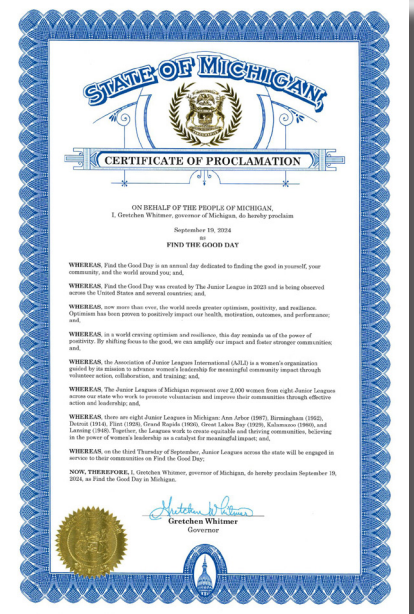 STATE OF MICHIGAN
CERTIFICATE OF PROCLAMATION
ON BEHALF OF THE PEOPLE OF MICHIGAN,
I, Gretchen Whitmer, governor of Michigan, do hereby proclaim
September 19, 2024
as
FIND THE GOOD DAY
WHEREAS, Find the Good Day is an annual day dedicated to finding the good in yourself, your
community, and the world around you; and,
WHEREAS, Find the Good Day was created by The Junior League in 2023 and is being observed
across the United States and several countries; and,
WHEREAS, now more than ever, the world needs greater optimism, positivity, and resilience.
Optimism has been proven to positively impact our health, motivation, outcomes, and performance;
and,
WHEREAS, in a world craving optimism and resilience, this day reminds us of the power of
positivity. By shifting focus to the good, we can amplify our impact and foster stronger communities;
and,
WHEREAS, the Association of Junior Leagues International (AJLI) is a women's organization
guided by its mission to advance women's leadership for meaningful community impact through
volunteer action, collaboration, and training; and,
WHEREAS, The Junior Leagues of Michigan represent over 2,000 women from eight Junior Leagues
across our state who work to promote voluntarism and improve their communities through effective
action and leadership; and,
WHEREAS, there are eight Junior Leagues in Michigan: Ann Arbor (1987), Birmingham (1952),
Detroit (1914), Flint (1928), Grand Rapids (1926), Great Lakes Bay (1929), Kalamazoo (1960), and
Lansing (1948). Together, the Leagues work to create equitable and thriving communities, believing
in the power of women's leadership as a catalyst for meaningful impact; and,
WHEREAS, on the third Thursday of September, Junior Leagues across the state will be engaged in
service to their communities on Find the Good Day;
NOW, THEREFORE, I, Gretchen Whitmer, governor of Michigan, do hereby proclaim September 19,
2024, as Find the Good Day in Michigan.
Gretchen Whitmer
Gretchen Whitmer
Governor